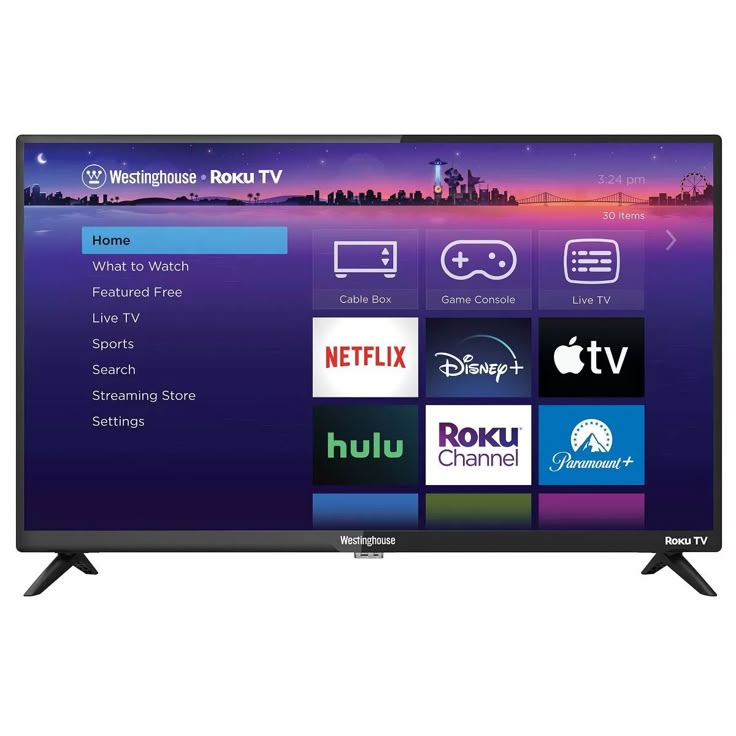 Westinghouse • Roku TV
3:24 pm
30 Items
Home
What to Watch
Featured Free
Live TV
Sports
Search
Streaming Store
Settings
Cable Box
Game Console
Live TV
NETFLIX
Disney+
tv
hulu
Roku Channel
Paramount+
Westinghouse
Roku TV